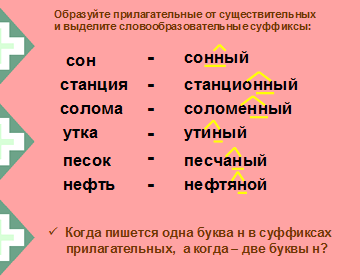 Образуйте прилагательные от существительных
и выделите словообразовательные суффиксы:
сон - сонный
станция - станционный
солома - соломенный
утка - утиный
песок - песчаный
нефть - нефтяной
✓ Когда пишется одна буква н в суффиксах
прилагательных, а когда – две буквы н?